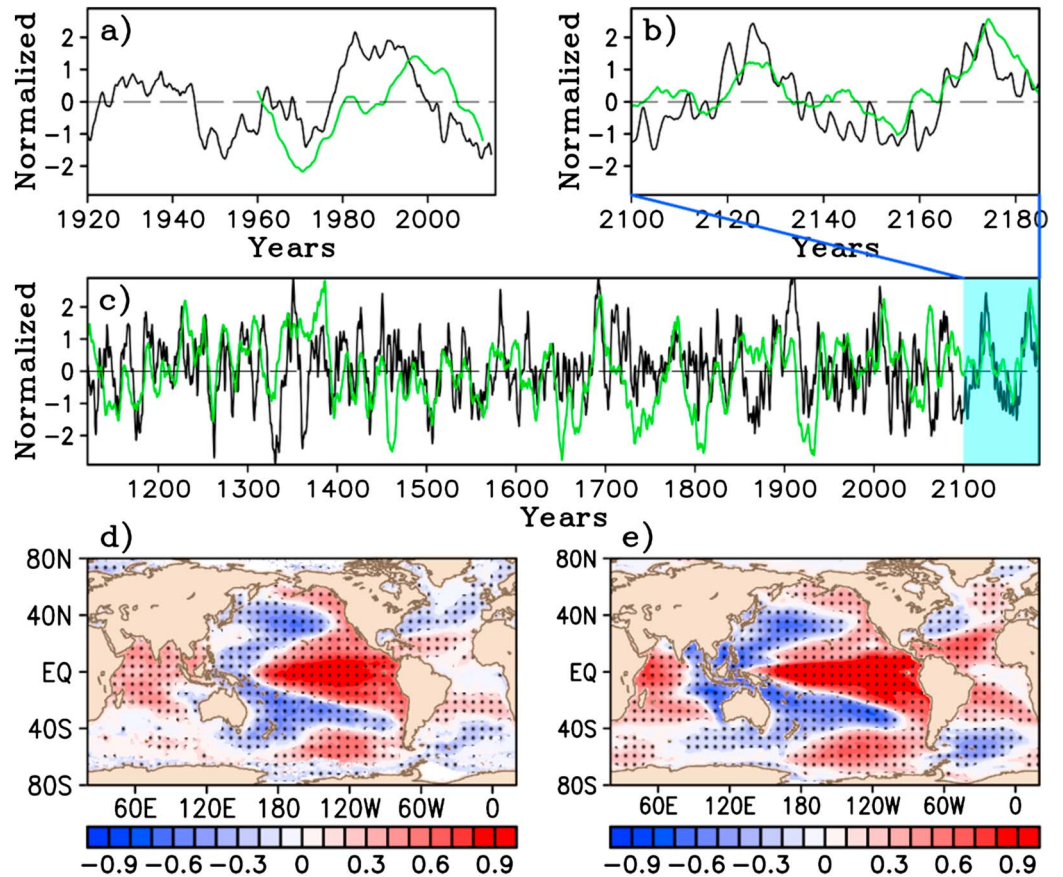 a)
Normalized
2
1
0
−1
−2
1920 1940 1960 1980 2000
Years
b)
Normalized
2
1
0
−1
−2
2100 2120 2140 2160 2180
Years
c)
Normalized
2
1
0
−1
−2
1200 1300 1400 1500 1600 1700 1800 1900 2000 2100
Years
d)
80N
40N
EQ
40S
80S
60E 120E 180 120W 60W 0
−0.9 −0.6 −0.3 0 0.3 0.6 0.9
e)
80N
40N
EQ
40S
80S
60E 120E 180 120W 60W 0
−0.9 −0.6 −0.3 0 0.3 0.6 0.9